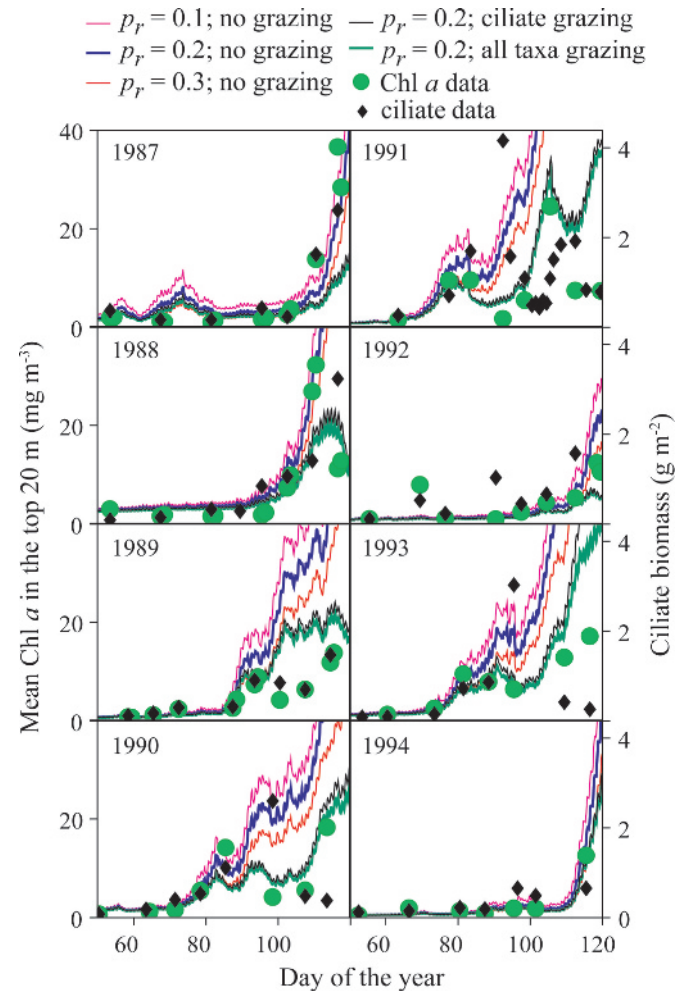 p_r = 0.1; no grazing
p_r = 0.2; no grazing
p_r = 0.3; no grazing
p_r = 0.2; ciliate grazing
p_r = 0.2; all taxa grazing
Chl a data
ciliate data
Mean Chl a in the top 20 m (mg m⁻³)
40
20
0
20
0
20
0
20
0
1987
1988
1989
1990
1991
1992
1993
1994
4
2
0
4
2
0
4
2
0
4
2
0
Ciliate biomass (g m⁻²)
60 80 100 60 80 100 120
Day of the year